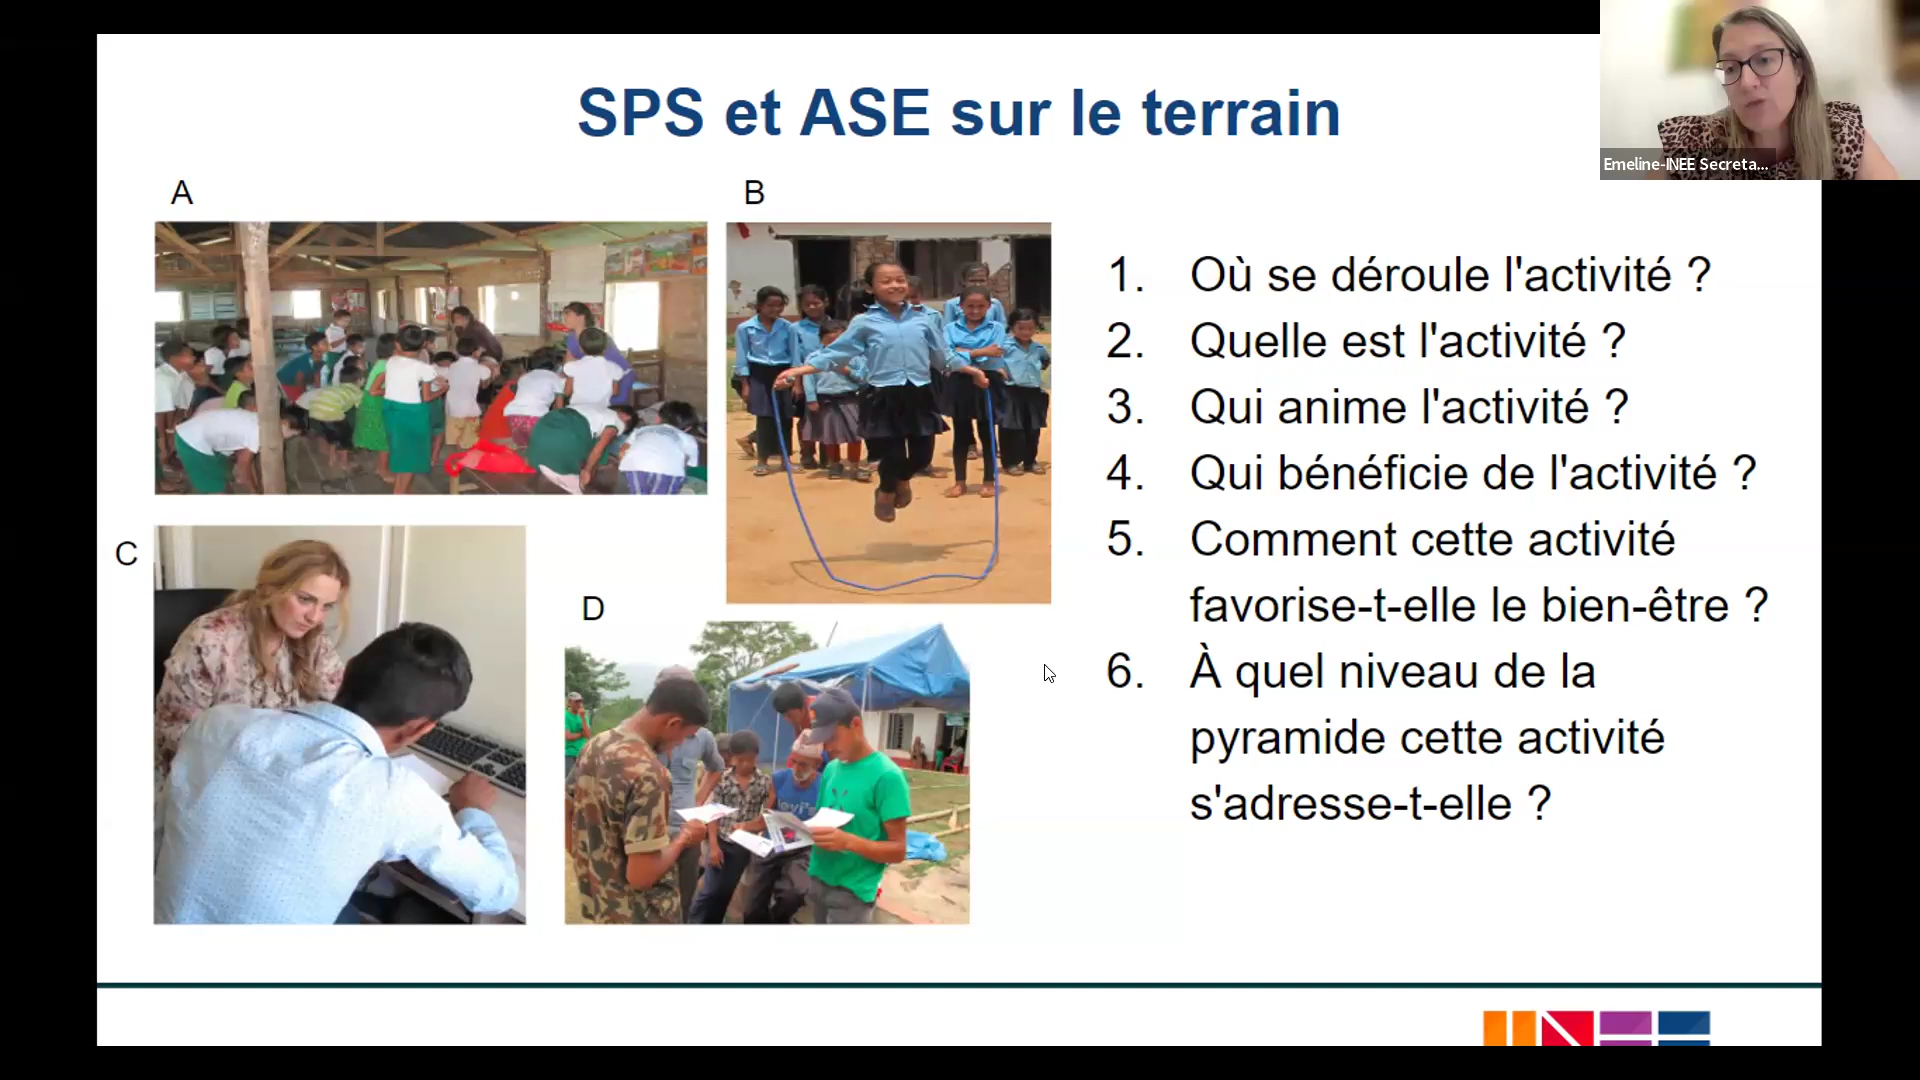 SPS et ASE sur le terrain
Emeline-INEE Secreta...
A
B
C
D
1. Où se déroule l'activité ?
2. Quelle est l'activité ?
3. Qui anime l'activité ?
4. Qui bénéficie de l'activité ?
5. Comment cette activité
favorise-t-elle le bien-être ?
6. À quel niveau de la
pyramide cette activité
s'adresse-t-elle ?